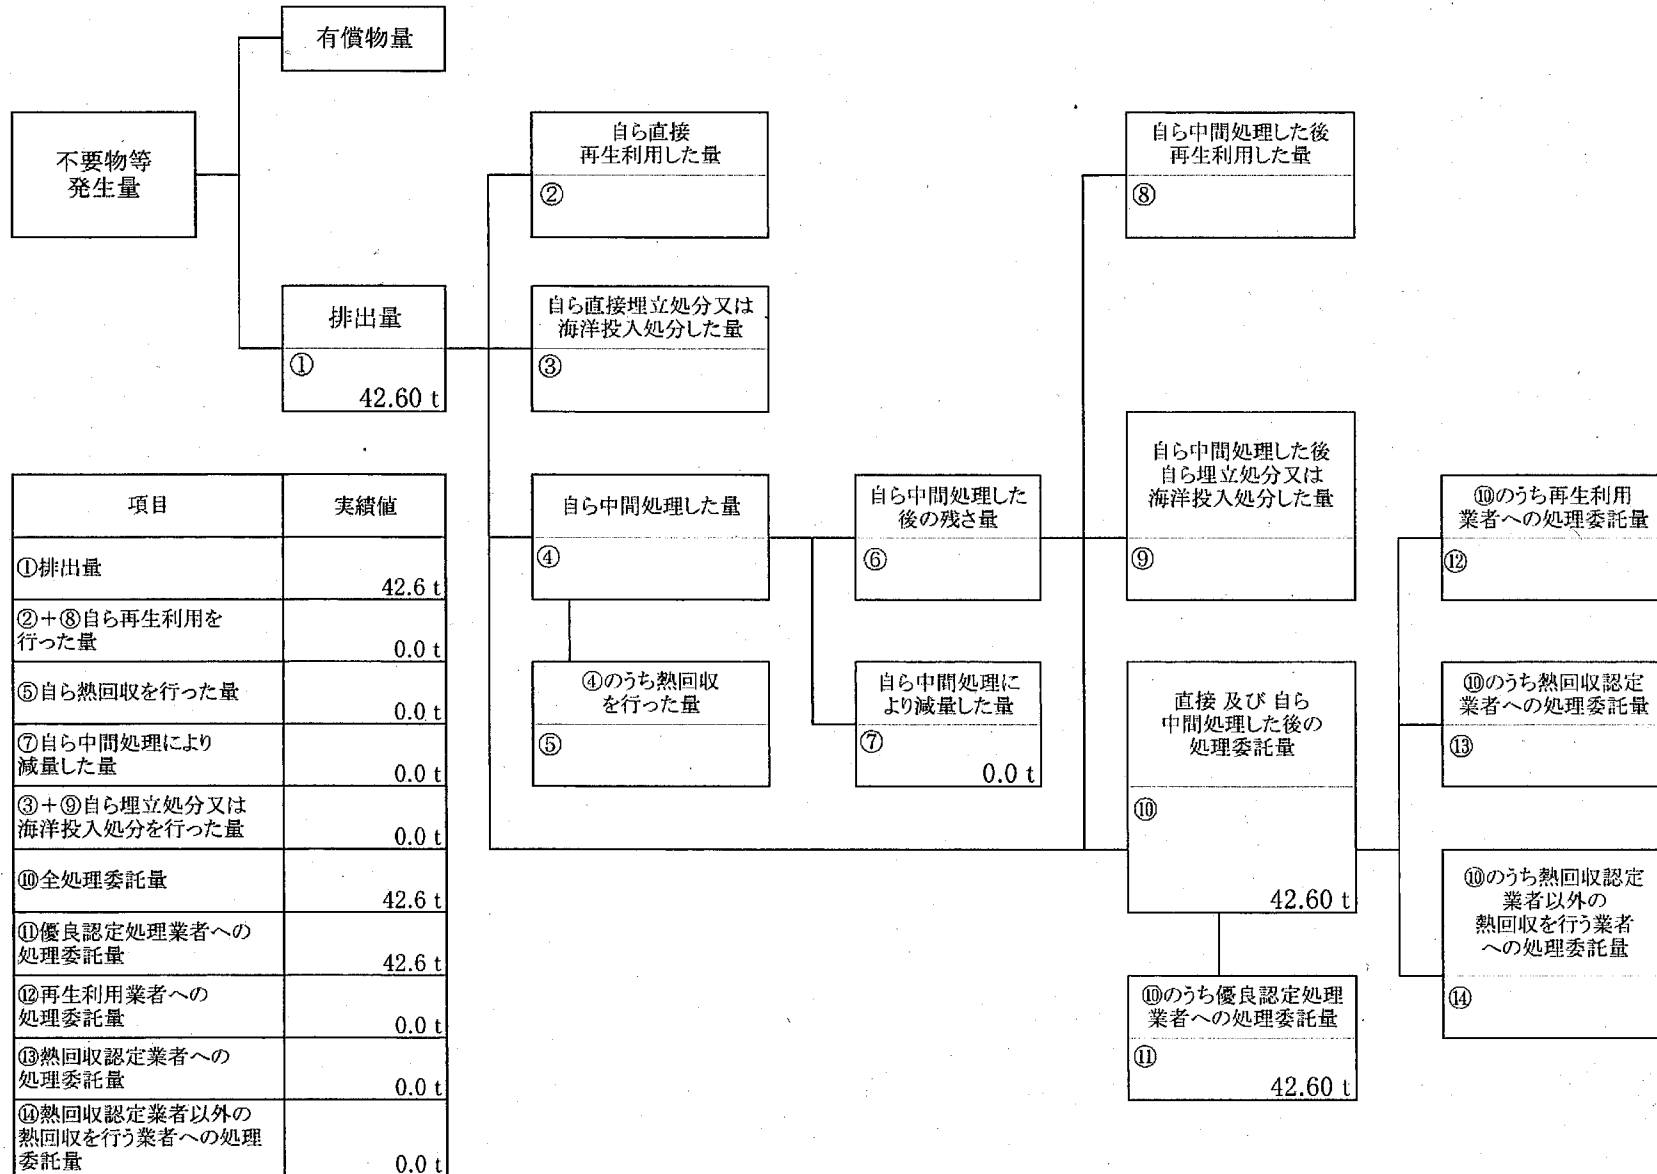 有償物量
不要物等
発生量
排出量
①
42.60 t
自ら直接
再生利用した量
②
自ら直接埋立処分又は
海洋投入処分した量
③
自ら中間処理した量
④
④のうち熱回収
を行った量
⑤
自ら中間処理した
後の残さ量
⑥
自ら中間処理に
より減量した量
⑦
0.0 t
自ら中間処理した後
再生利用した量
⑧
自ら中間処理した後
自ら埋立処分又は
海洋投入処分した量
⑨
直接 及び 自ら
中間処理した後の
処理委託量
⑩
42.60 t
⑩のうち優良認定処理
業者への処理委託量
⑪
42.60 t
⑩のうち再生利用
業者への処理委託量
⑫
⑩のうち熱回収認定
業者への処理委託量
⑬
⑩のうち熱回収認定
業者以外の
熱回収を行う業者
への処理委託量
⑭
項目 実績値
①排出量
42.6 t
②+⑧自ら再生利用を
行った量
0.0 t
⑤自ら熱回収を行った量
0.0 t
⑦自ら中間処理により
減量した量
0.0 t
③+⑨自ら埋立処分又は
海洋投入処分を行った量
0.0 t
⑩全処理委託量
42.6 t
⑪優良認定処理業者への
処理委託量
42.6 t
⑫再生利用業者への
処理委託量
0.0 t
⑬熱回収認定業者への
処理委託量
0.0 t
⑭熱回収認定業者以外の
熱回収を行う業者への処理
委託量
0.0 t